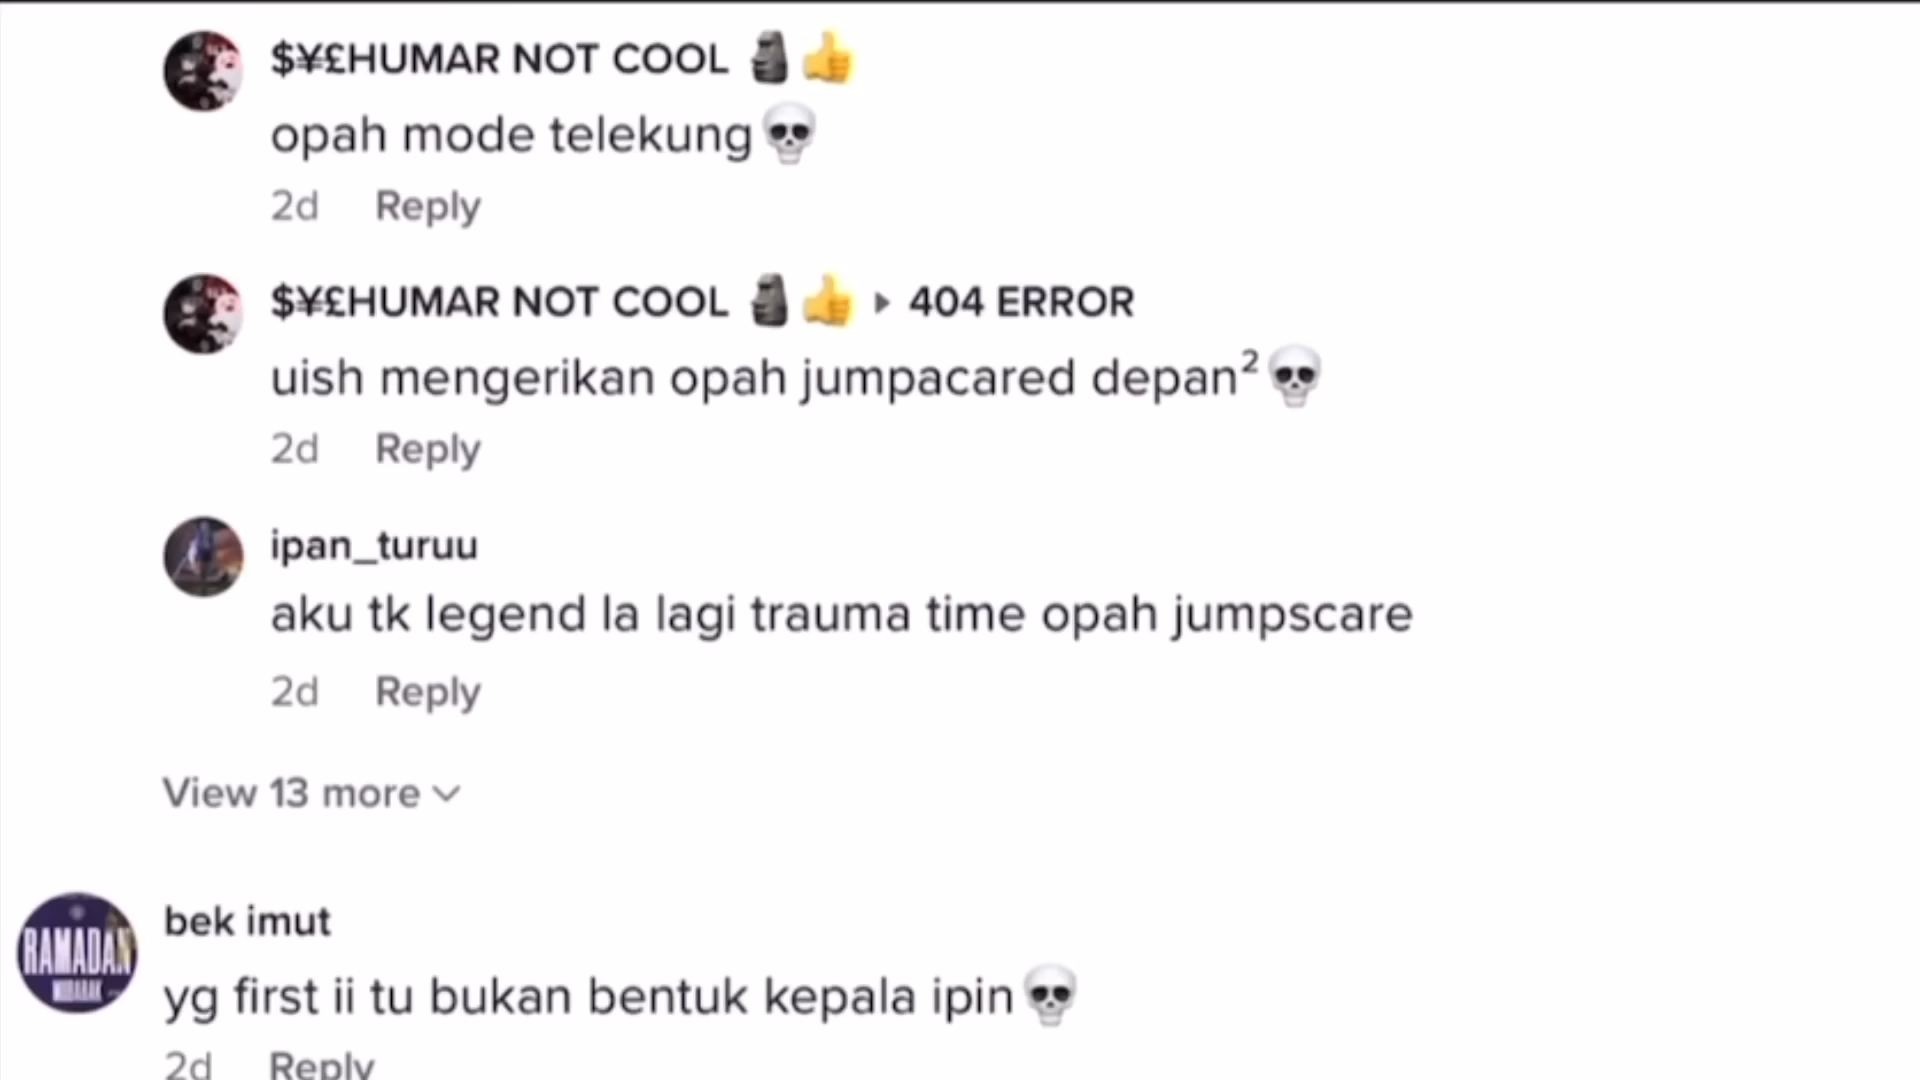 $¥£HUMAR NOT COOL 🗿👍
opah mode telekung💀
2d Reply
$¥£HUMAR NOT COOL 🗿👍 ▸ 404 ERROR
uish mengerikan opah jumpacared depan²💀
2d Reply
ipan_turuu
aku tk legend la lagi trauma time opah jumpscare
2d Reply
View 13 more
RAMADAN
MUBARAK
bek imut
yg first ii tu bukan bentuk kepala ipin💀
2d Reply